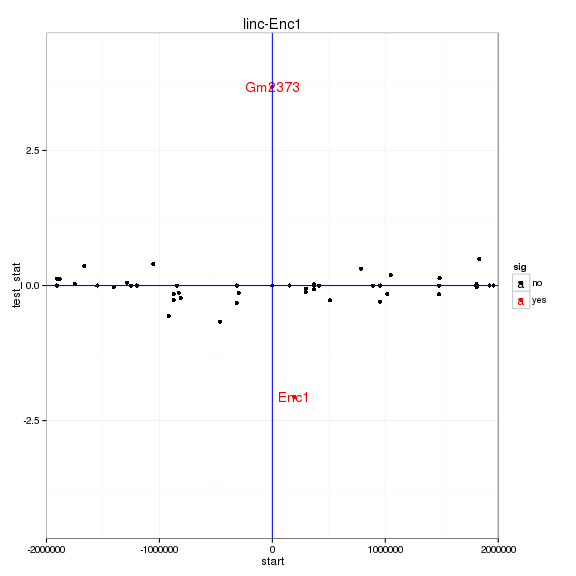 linc-Enc1
Gm2373
2.5
test_stat
0.0
sig
a no
a yes
Enc1
-2.5
-2000000 -1000000 0 1000000 2000000
start